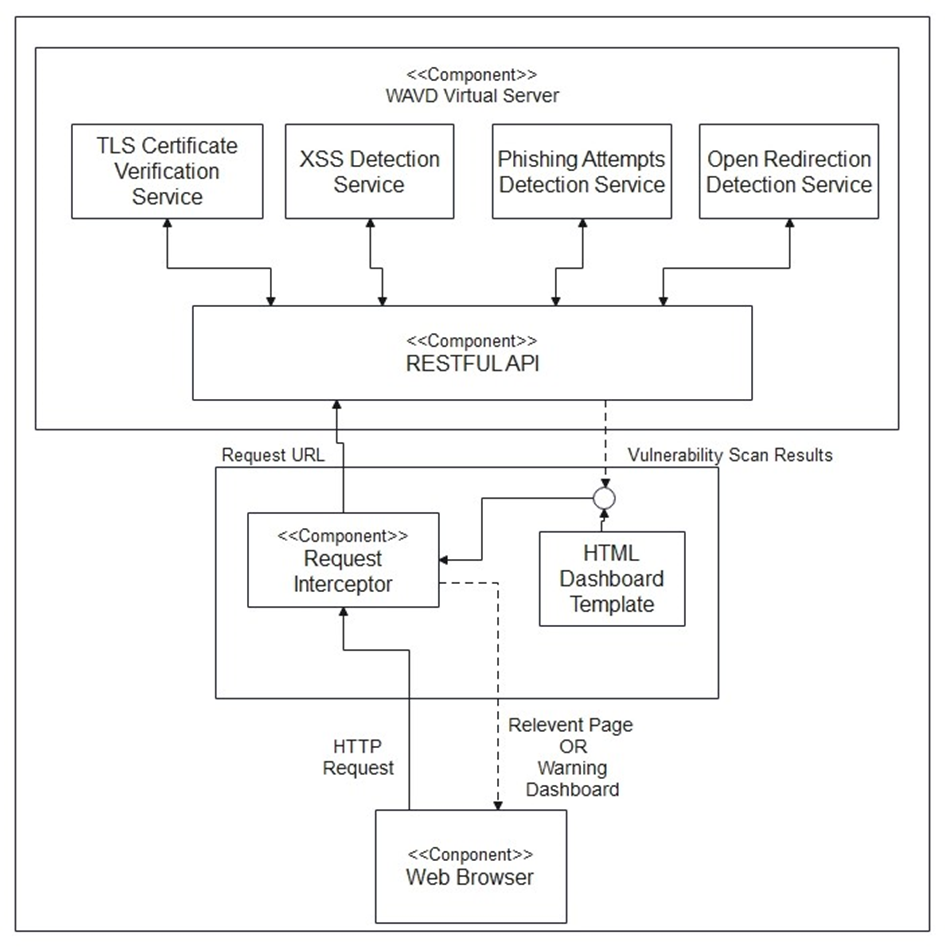 <<Component>>
WAVD Virtual Server
TLS Certificate
Verification
Service
XSS Detection
Service
Phishing Attempts
Detection Service
Open Redirection
Detection Service
<<Component>>
RESTFUL API
Request URL
Vulnerability Scan Results
<<Component>>
Request
Interceptor
HTML
Dashboard
Template
HTTP
Request
Relevent Page
OR
Warning
Dashboard
<<Conponent>>
Web Browser